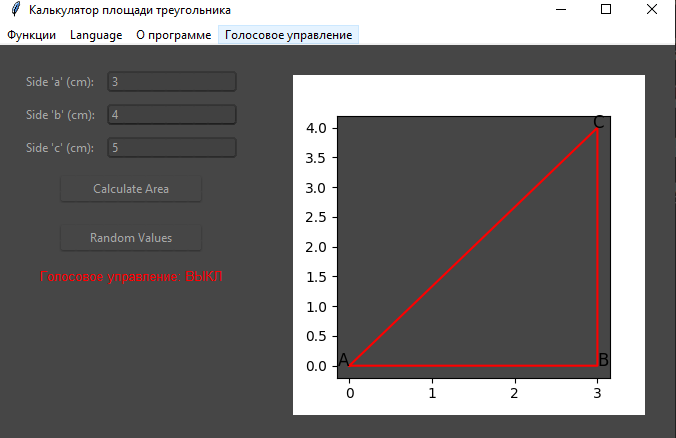 Калькулятор площади треугольника
Функции Language О программе Голосовое управление
Side 'a' (cm): 3
Side 'b' (cm): 4
Side 'c' (cm): 5
Calculate Area
Random Values
Голосовое управление: ВЫКЛ
C
4.0
3.5
3.0
2.5
2.0
1.5
1.0
0.5
0.0
A B
0 1 2 3